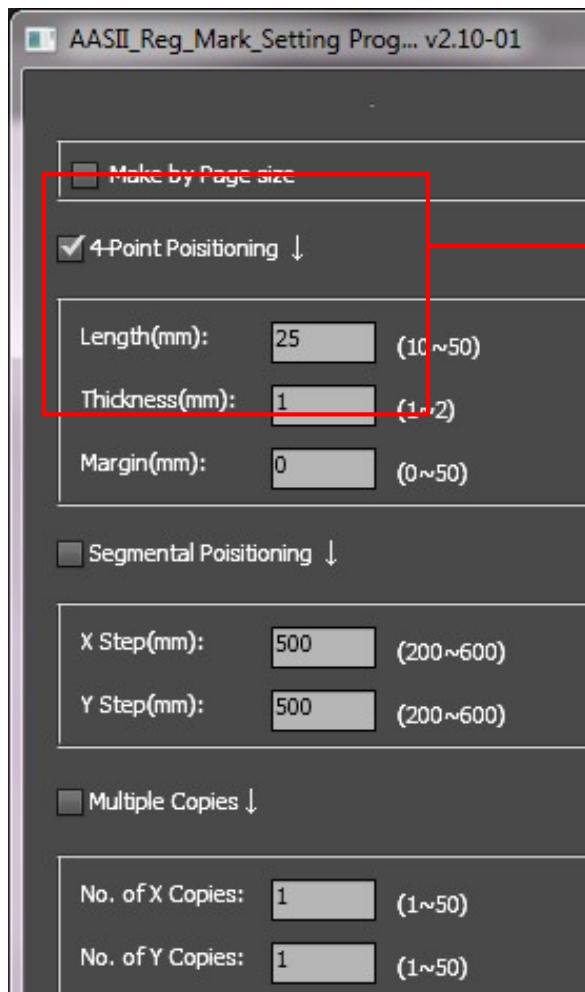 AASII_Reg_Mark_Setting Prog... v2.10-01
Make by Page size
4-Point Poisitioning ↓
Length(mm): 25 (10~50)
Thickness(mm): 1 (1~2)
Margin(mm): 0 (0~50)
Segmental Poisitioning ↓
X Step(mm): 500 (200~600)
Y Step(mm): 500 (200~600)
Multiple Copies ↓
No. of X Copies: 1 (1~50)
No. of Y Copies: 1 (1~50)